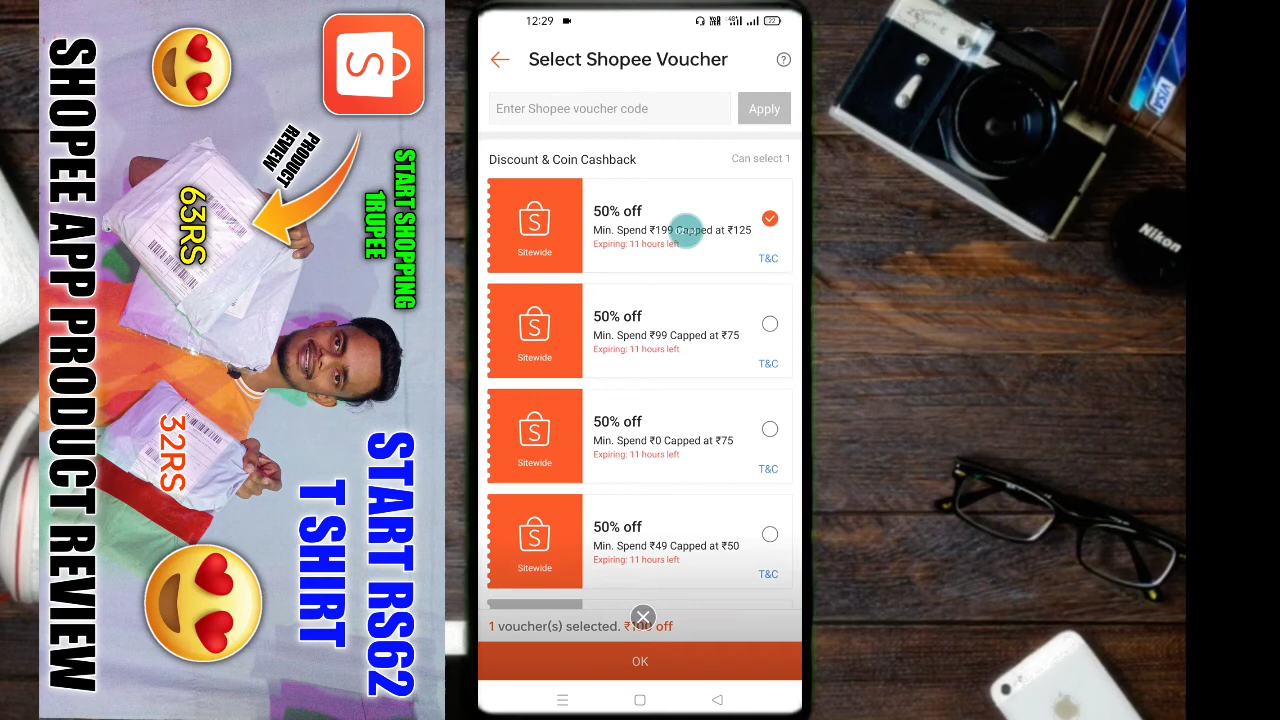 SHOPEE APP PRODUCT REVIEW
PRODUCT
REVIEW
START SHOPPING
1RUPEE
63RS
32RS
START RS62
T SHIRT
12:29
22
Select Shopee Voucher
Enter Shopee voucher code
Apply
Discount & Coin Cashback
Can select 1
Sitewide
50% off
Min. Spend ₹199 Capped at ₹125
Expiring: 11 hours left
T&C
Sitewide
50% off
Min. Spend ₹99 Capped at ₹75
Expiring: 11 hours left
T&C
Sitewide
50% off
Min. Spend ₹0 Capped at ₹75
Expiring: 11 hours left
T&C
Sitewide
50% off
Min. Spend ₹49 Capped at ₹50
Expiring: 11 hours left
T&C
1 voucher(s) selected. ₹100 off
OK
VISA
Nikon